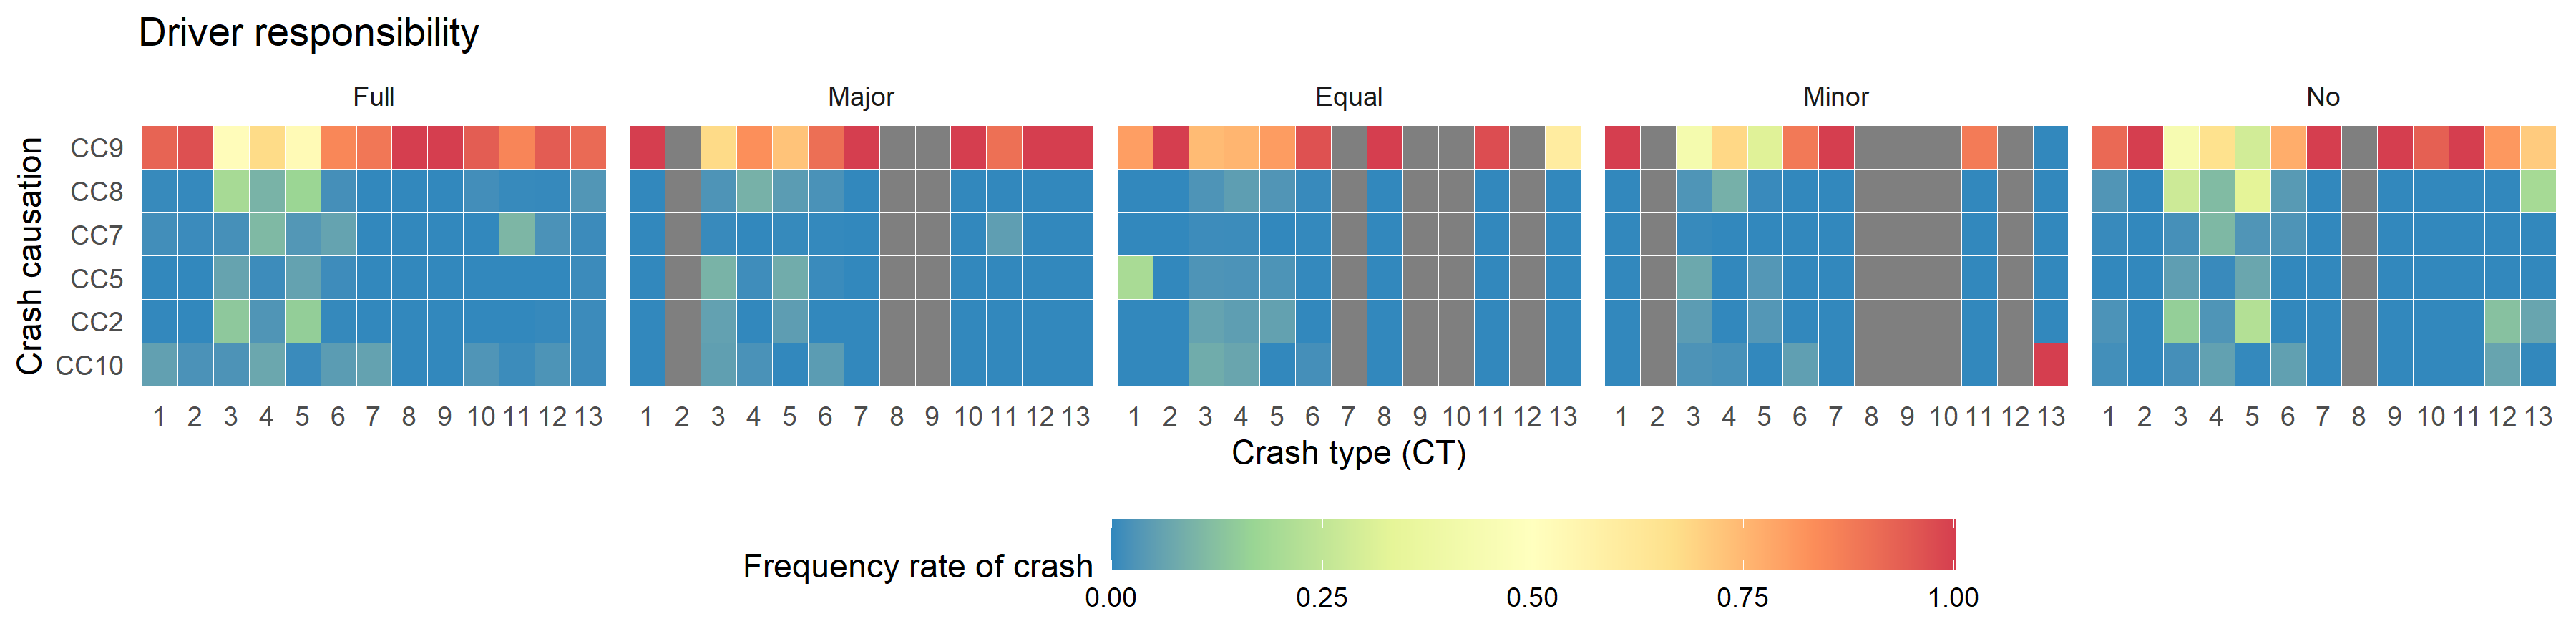 Driver responsibility
Full Major Equal Minor No
Crash causation
CC9
CC8
CC7
CC5
CC2
CC10
1 2 3 4 5 6 7 8 9 10 11 12 13 1 2 3 4 5 6 7 8 9 10 11 12 13 1 2 3 4 5 6 7 8 9 10 11 12 13 1 2 3 4 5 6 7 8 9 10 11 12 13 1 2 3 4 5 6 7 8 9 10 11 12 13
Crash type (CT)
Frequency rate of crash
0.00 0.25 0.50 0.75 1.00